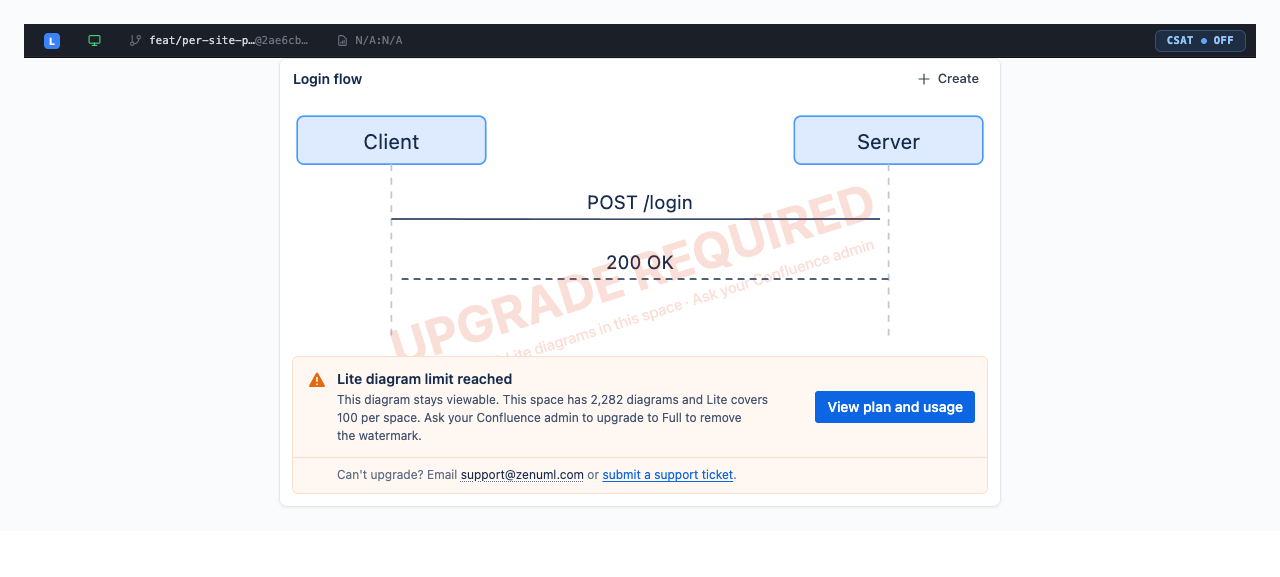 L feat/per-site-p…@2ae6cb… N/A:N/A CSAT OFF
Login flow
Create
Client
Server
POST /login
200 OK
UPGRADE REQUIRED
Lite diagrams in this space · Ask your Confluence admin
Lite diagram limit reached
This diagram stays viewable. This space has 2,282 diagrams and Lite covers
100 per space. Ask your Confluence admin to upgrade to Full to remove
the watermark.
View plan and usage
Can't upgrade? Email support@zenuml.com or submit a support ticket.